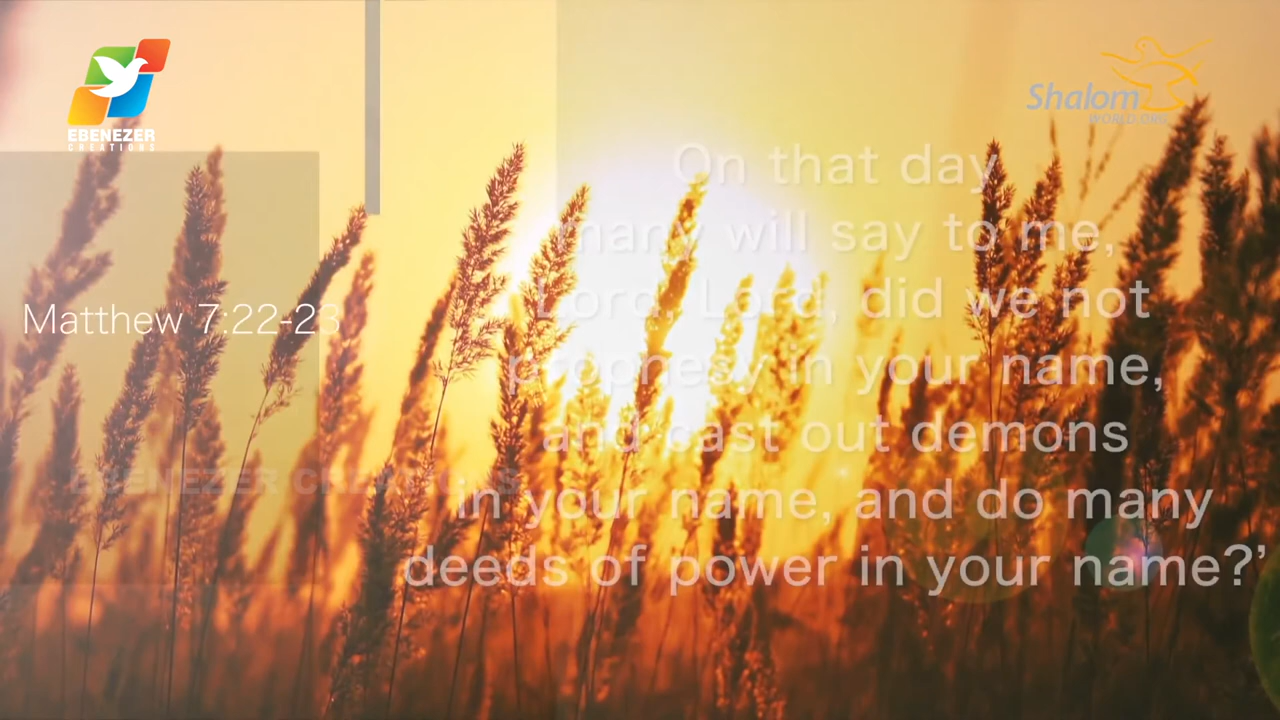 EBENEZER
CREATIONS
Shalom
WORLD
On that day
many will say to me,
Lord, Lord, did we not
prophesy in your name,
and cast out demons
in your name, and do many
deeds of power in your name?’
Matthew 7:22-23
EBENEZER CREATIONS